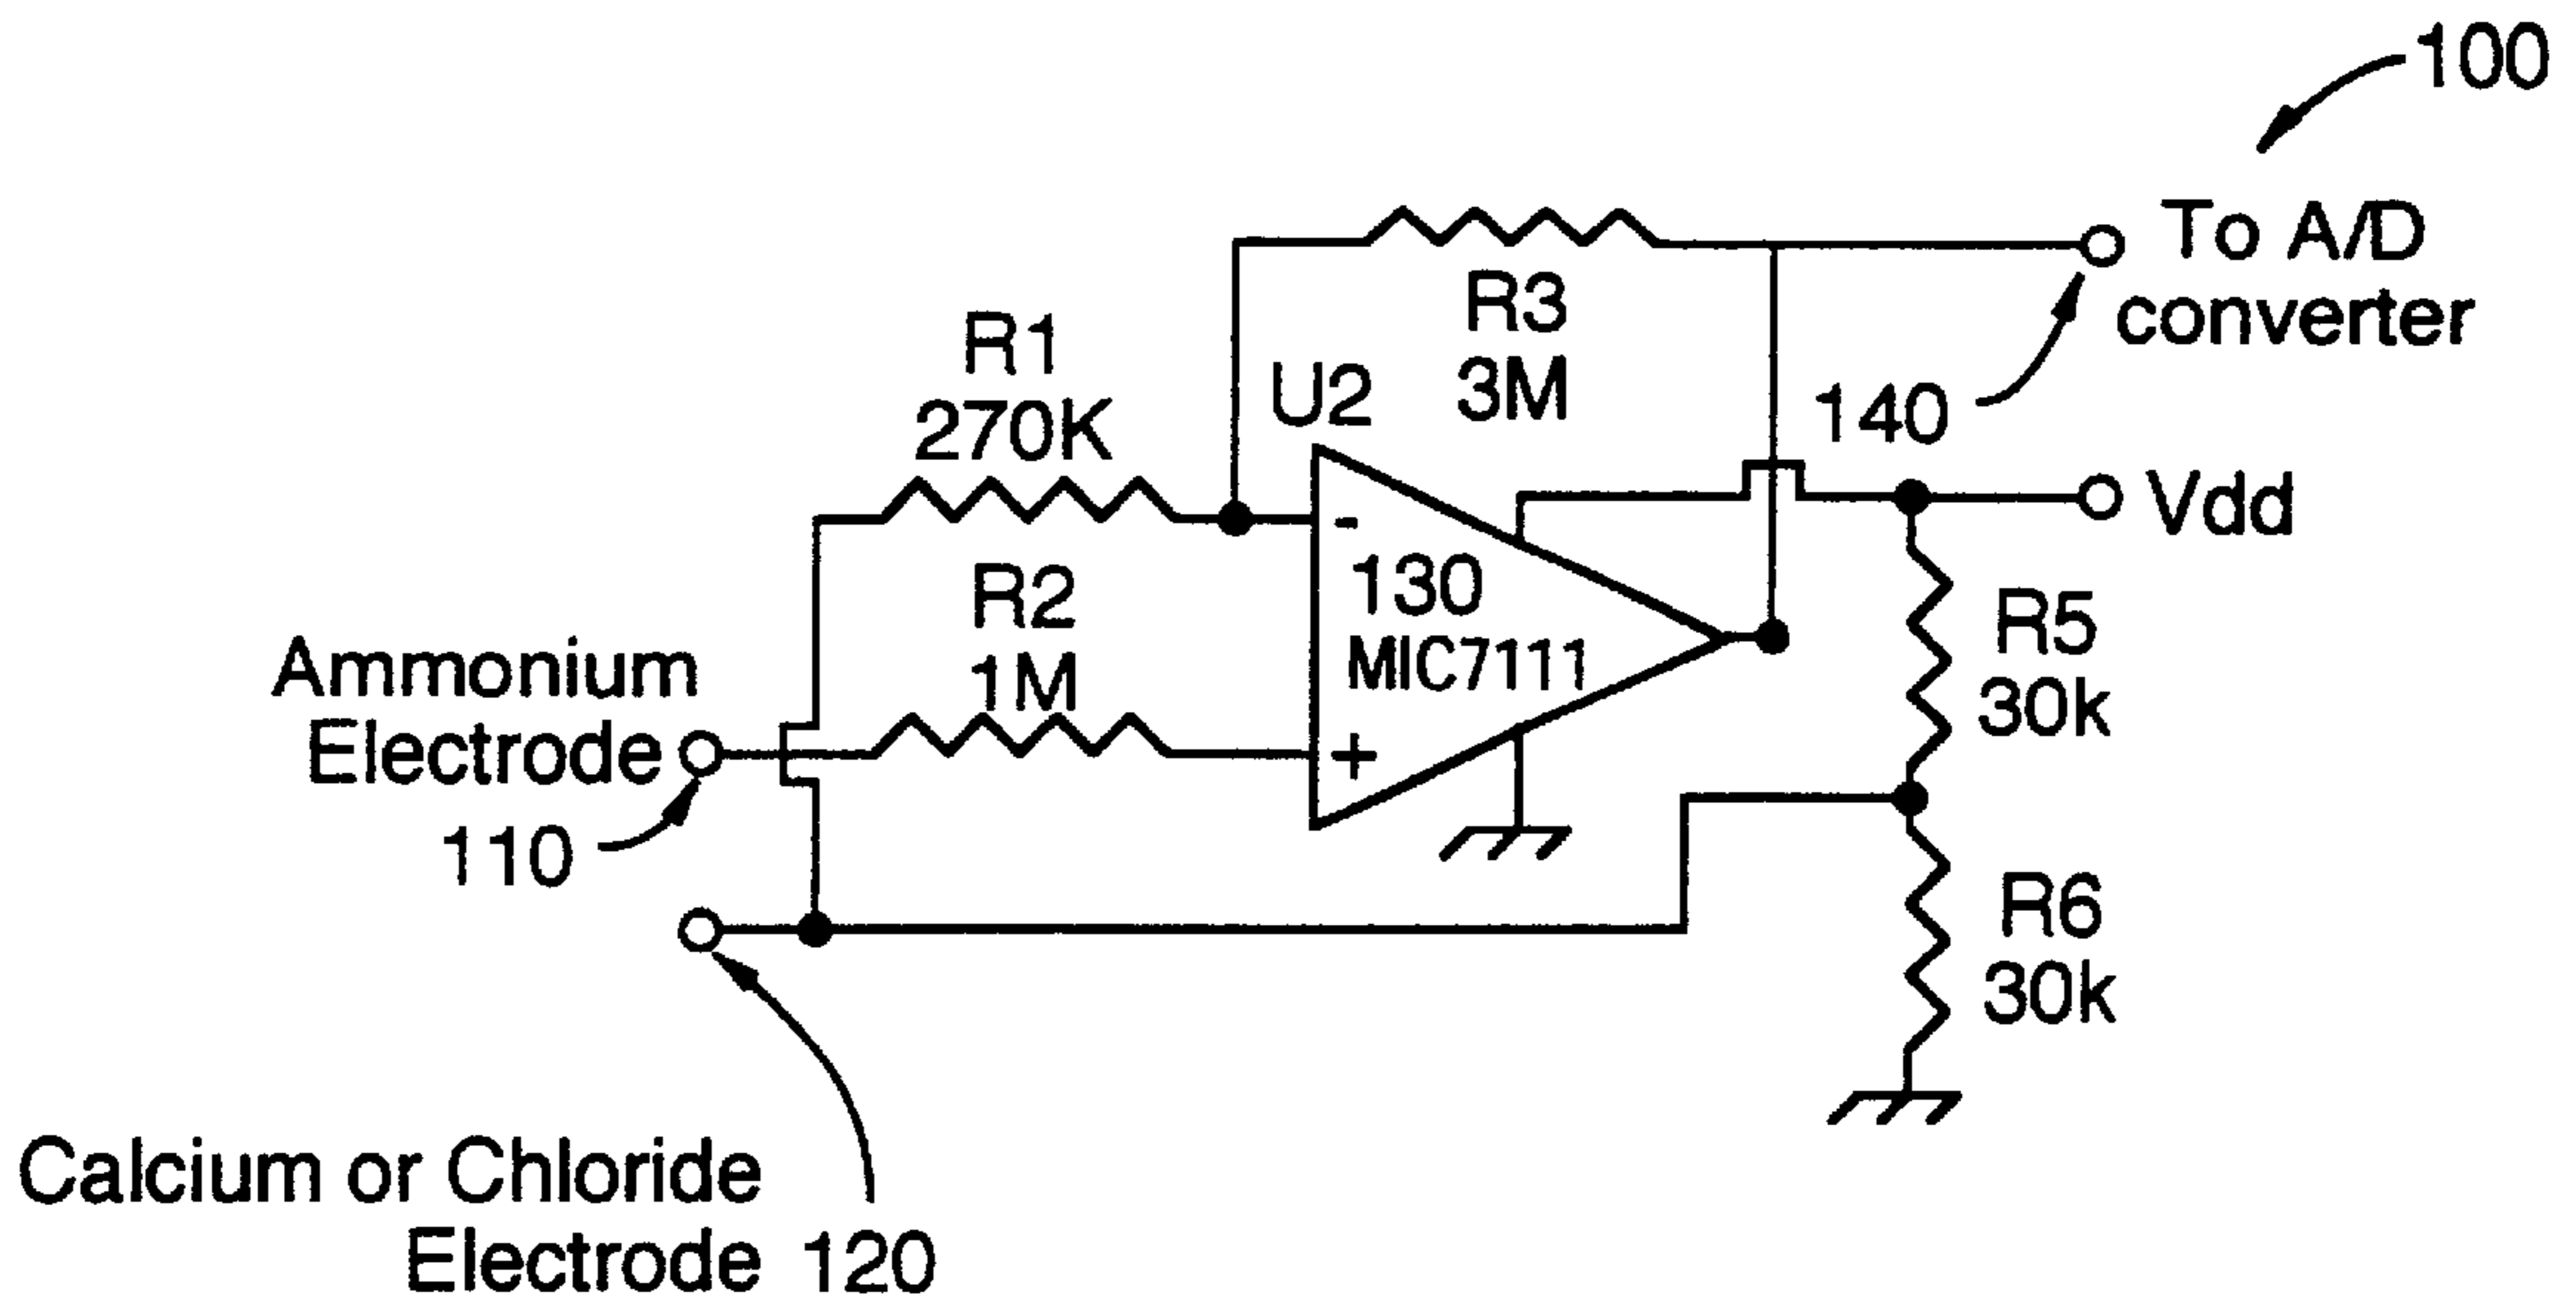 100
To A/D
converter
140
R3
3M
R1
270K
U2
-
130
MIC7111
+
Vdd
R2
1M
R5
30k
Ammonium
Electrode
110
R6
30k
Calcium or Chloride
Electrode 120